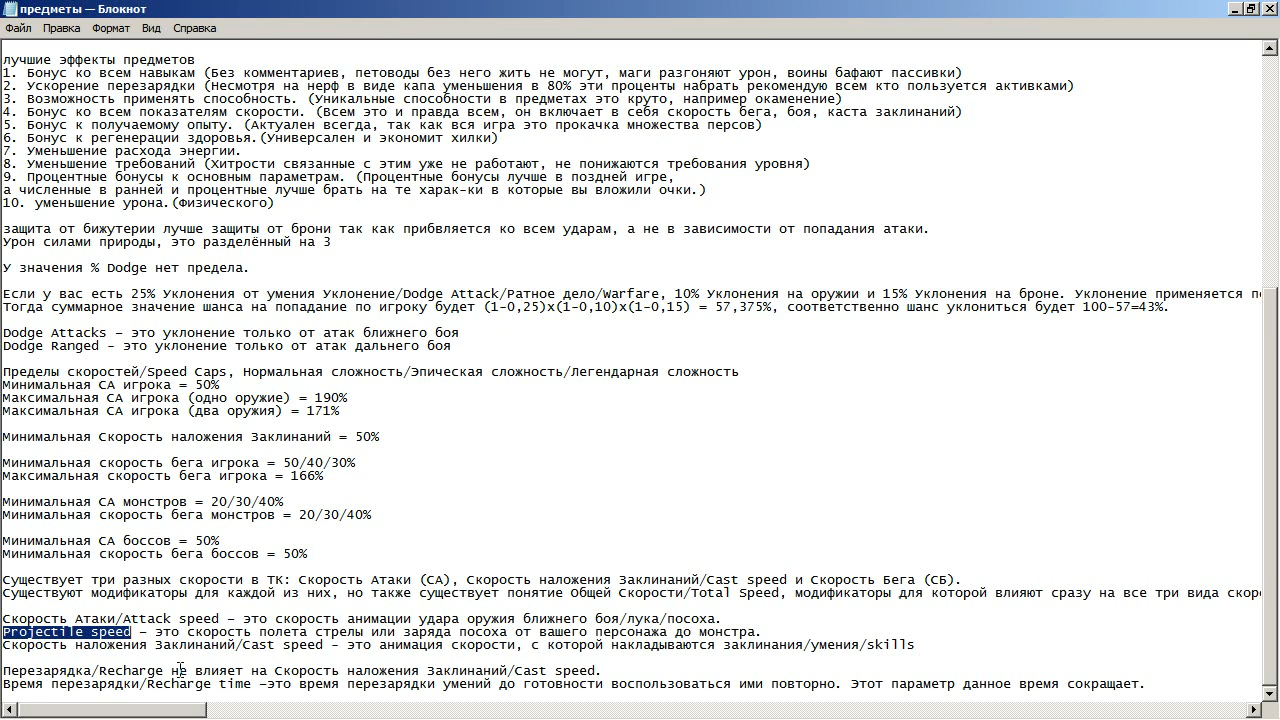 предметы — Блокнот
Файл Правка Формат Вид Справка
лучшие эффекты предметов
1. Бонус ко всем навыкам (Без комментариев, петоводы без него жить не могут, маги разгоняют урон, воины бафают пассивки)
2. Ускорение перезарядки (Несмотря на нерф в виде капа уменьшения в 80% эти проценты набрать рекомендую всем кто пользуется активками)
3. Возможность применять способность. (Уникальные способности в предметах это круто, например окаменение)
4. Бонус ко всем показателям скорости. (Всем это и правда всем, он включает в себя скорость бега, боя, каста заклинаний)
5. Бонус к получаемому опыту. (Актуален всегда, так как вся игра это прокачка множества персов)
6. Бонус к регенерации здоровья.(Универсален и экономит хилки)
7. Уменьшение расхода энергии.
8. Уменьшение требований (Хитрости связанные с этим уже не работают, не понижаются требования уровня)
9. Процентные бонусы к основным параметрам. (Процентные бонусы лучше в поздней игре,
а численные в ранней и процентные лучше брать на те харак-ки в которые вы вложили очки.)
10. уменьшение урона.(Физического)
защита от бижутерии лучше защиты от брони так как прибвляется ко всем ударам, а не в зависимости от попадания атаки.
Урон силами природы, это разделённый на 3
У значения % Dodge нет предела.
Если у вас есть 25% Уклонения от умения Уклонение/Dodge Attack/Ратное дело/Warfare, 10% Уклонения на оружии и 15% Уклонения на броне. Уклонение применяется
Тогда суммарное значение шанса на попадание по игроку будет (1-0,25)x(1-0,10)x(1-0,15) = 57,375%, соответственно шанс уклониться будет 100-57=43%.
Dodge Attacks - это уклонение только от атак ближнего боя
Dodge Ranged - это уклонение только от атак дальнего боя
Пределы скоростей/Speed Caps, Нормальная сложность/Эпическая сложность/Легендарная сложность
Минимальная СА игрока = 50%
Максимальная СА игрока (одно оружие) = 190%
Максимальная СА игрока (два оружия) = 171%
Минимальная Скорость наложения Заклинаний = 50%
Минимальная скорость бега игрока = 50/40/30%
Максимальная скорость бега игрока = 166%
Минимальная СА монстров = 20/30/40%
Минимальная скорость бега монстров = 20/30/40%
Минимальная СА боссов = 50%
Минимальная скорость бега боссов = 50%
Существует три разных скорости в ТК: Скорость Атаки (СА), Скорость наложения Заклинаний/Cast speed и Скорость Бега (СБ).
Существуют модификаторы для каждой из них, но также существует понятие Общей Скорости/Total Speed, модификаторы для которой влияют сразу на все три вида скоро
Скорость Атаки/Attack speed - это скорость анимации удара оружия ближнего боя/лука/посоха.
Projectile speed - это скорость полета стрелы или заряда посоха от вашего персонажа до монстра.
Скорость наложения Заклинаний/Cast speed - это анимация скорости, с которой накладываются заклинания/умения/skills
Перезарядка/Recharge не влияет на Скорость наложения Заклинаний/Cast speed.
Время перезарядки/Recharge time -это время перезарядки умений до готовности воспользоваться ими повторно. Этот параметр данное время сокращает.